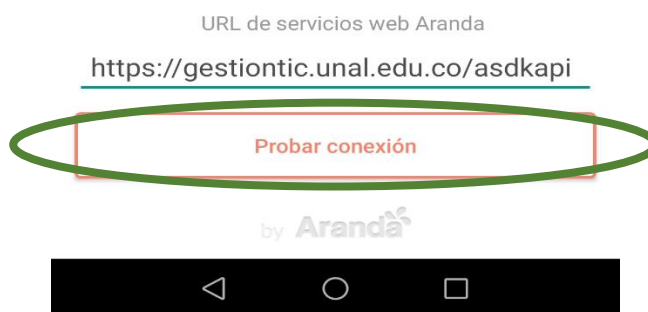 URL de servicios web Aranda
https://gestiontic.unal.edu.co/asdkapi
Probar conexión
by Aranda